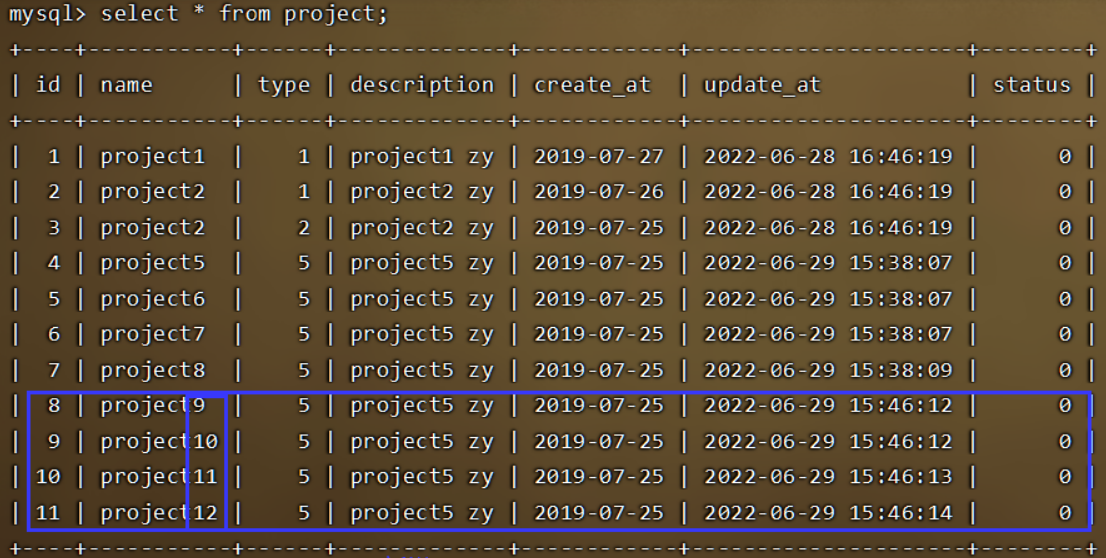 mysql> select * from project;
+----+-----------+------+-------------+------------+---------------------+--------+
| id | name      | type | description | create_at  | update_at           | status |
+----+-----------+------+-------------+------------+---------------------+--------+
|  1 | project1  |    1 | project1 zy | 2019-07-27 | 2022-06-28 16:46:19 |      0 |
|  2 | project2  |    1 | project2 zy | 2019-07-26 | 2022-06-28 16:46:19 |      0 |
|  3 | project2  |    2 | project2 zy | 2019-07-25 | 2022-06-28 16:46:19 |      0 |
|  4 | project5  |    5 | project5 zy | 2019-07-25 | 2022-06-29 15:38:07 |      0 |
|  5 | project6  |    5 | project5 zy | 2019-07-25 | 2022-06-29 15:38:07 |      0 |
|  6 | project7  |    5 | project5 zy | 2019-07-25 | 2022-06-29 15:38:07 |      0 |
|  7 | project8  |    5 | project5 zy | 2019-07-25 | 2022-06-29 15:38:09 |      0 |
|  8 | project9  |    5 | project5 zy | 2019-07-25 | 2022-06-29 15:46:12 |      0 |
|  9 | project10 |    5 | project5 zy | 2019-07-25 | 2022-06-29 15:46:12 |      0 |
| 10 | project11 |    5 | project5 zy | 2019-07-25 | 2022-06-29 15:46:13 |      0 |
| 11 | project12 |    5 | project5 zy | 2019-07-25 | 2022-06-29 15:46:14 |      0 |
+----+-----------+------+-------------+------------+---------------------+--------+